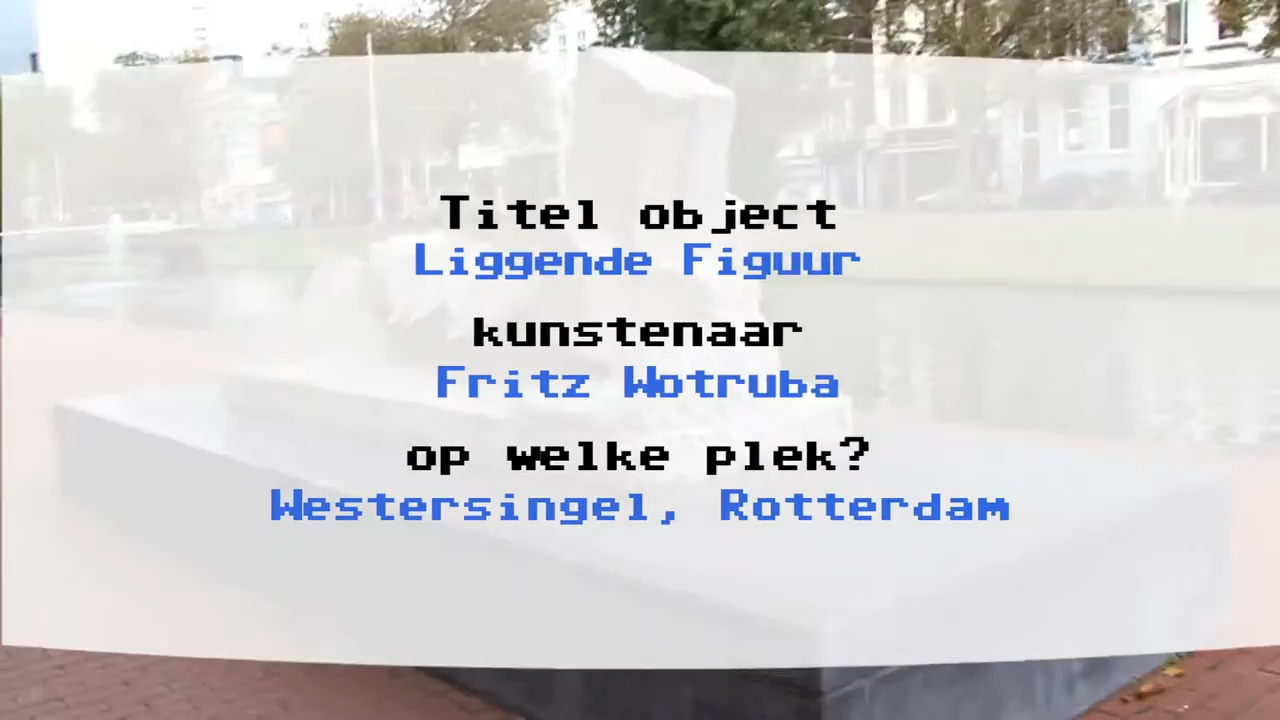 Titel object
Liggende Figuur
kunstenaar
Fritz Wotruba
op welke plek?
Westersingel, Rotterdam